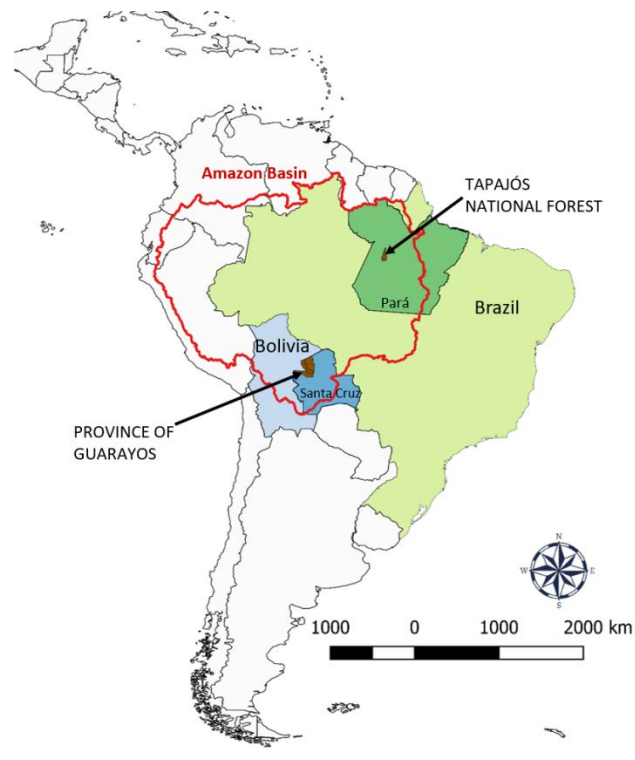 Amazon Basin
TAPAJÓS
NATIONAL FOREST
Pará
Brazil
Bolivia
Santa Cruz
PROVINCE OF
GUARAYOS
N
W E
S
1000 0 1000 2000 km